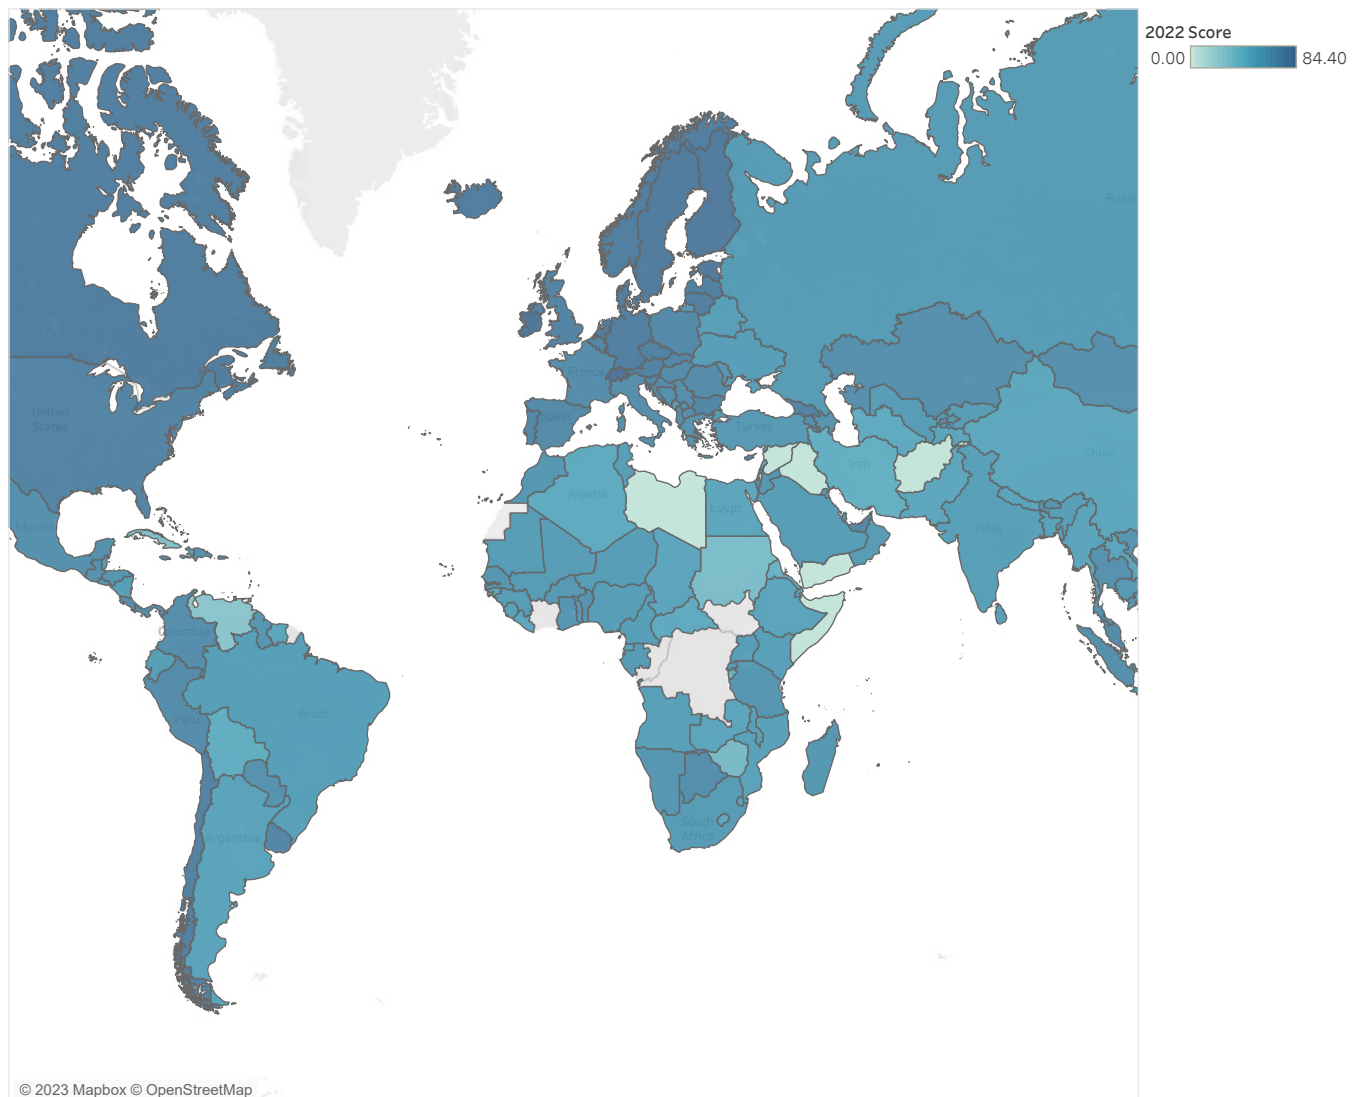 2022 Score
0.00 84.40
Russi
United
States
France
Spain
Turkey
Iran
China
Algeria
Egypt
India
Mexico
Colombia
Peru
Brazil
Argentina
South
Africa
© 2023 Mapbox © OpenStreetMap